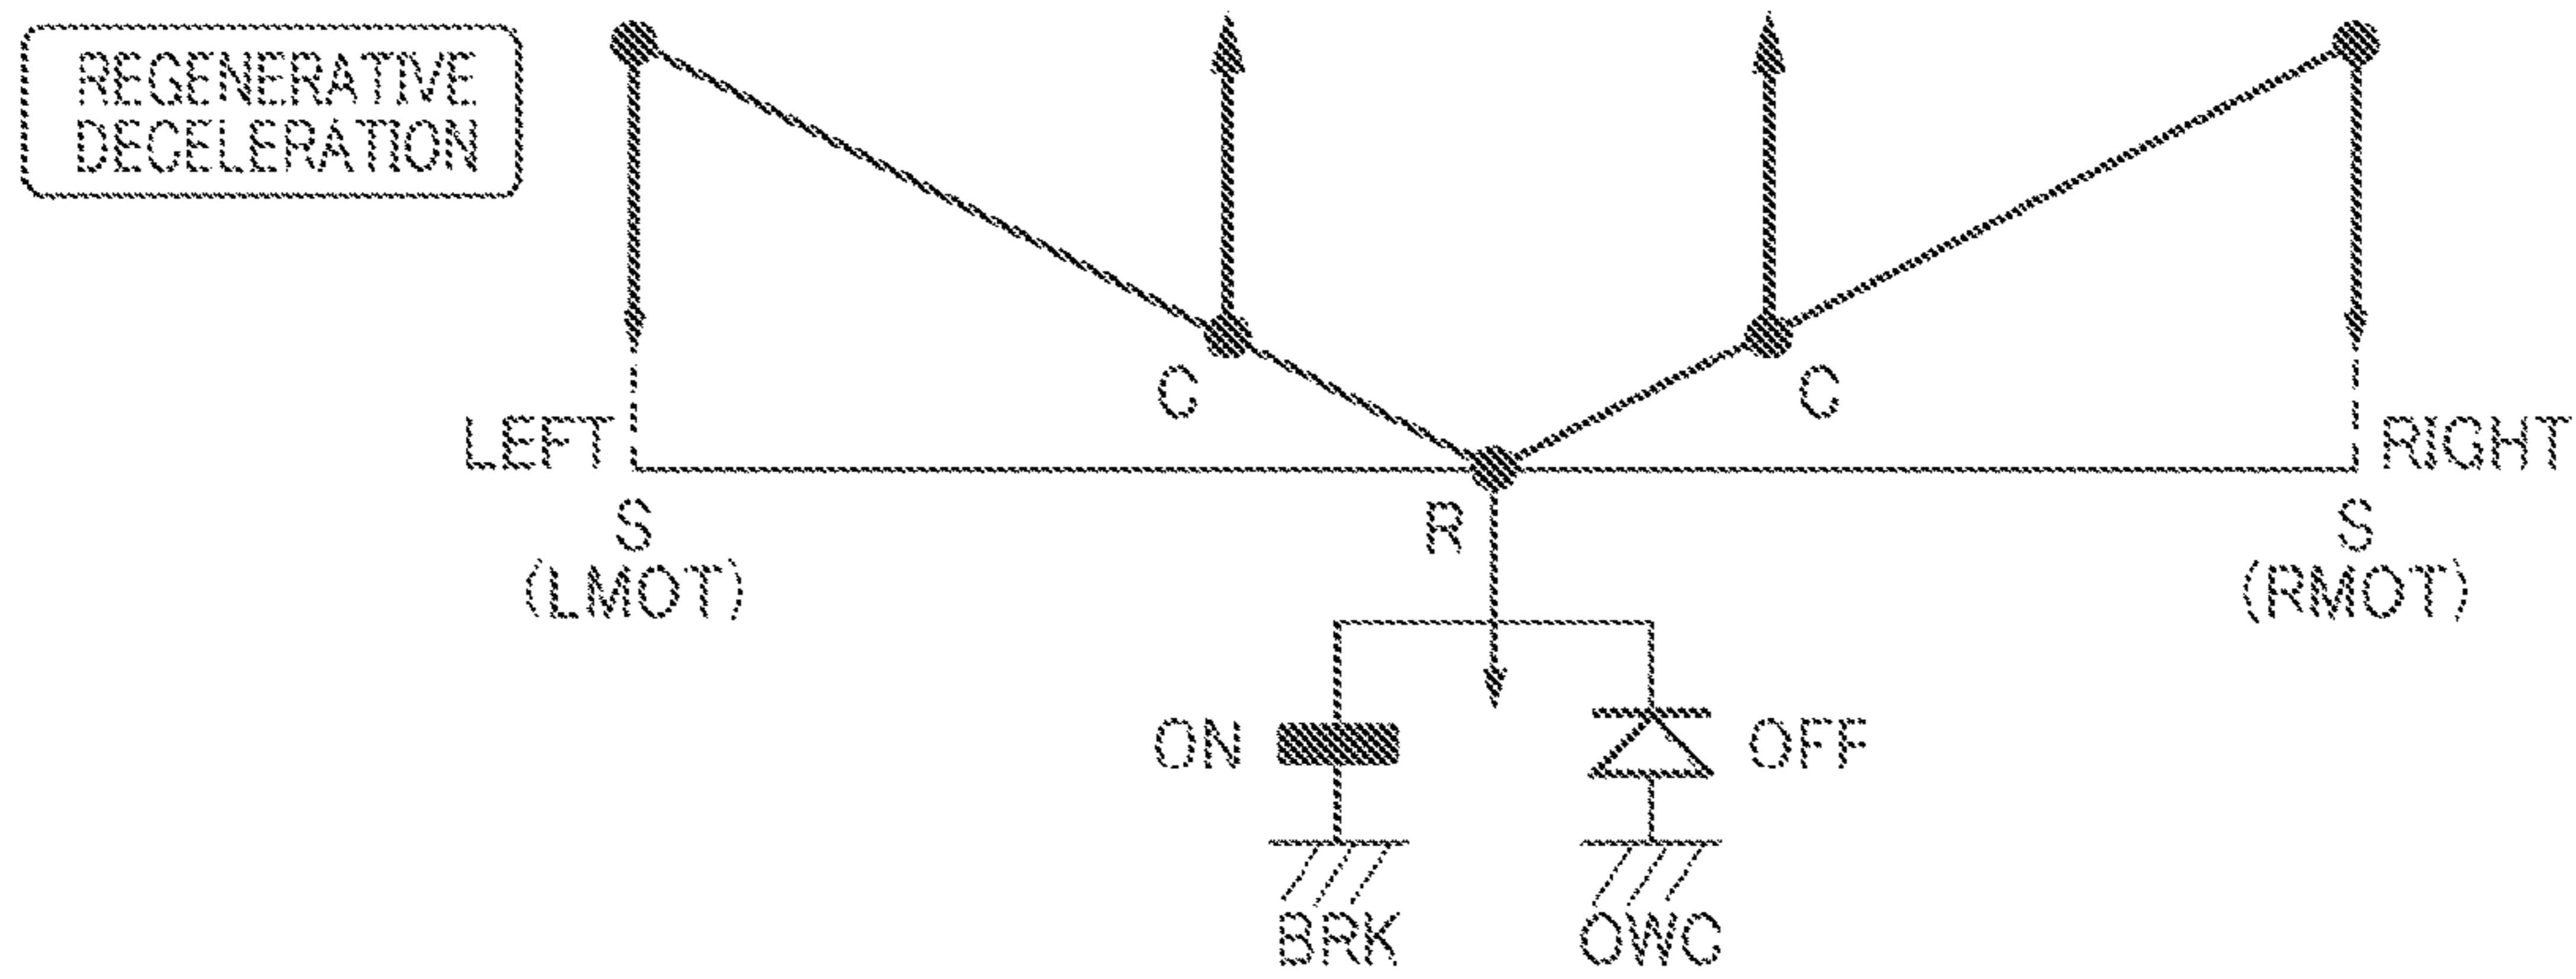 REGENERATIVE
DECELERATION
C
C
LEFT
RIGHT
S
R
S
(LMOT)
(RMOT)
ON
OFF
BRK
OWC